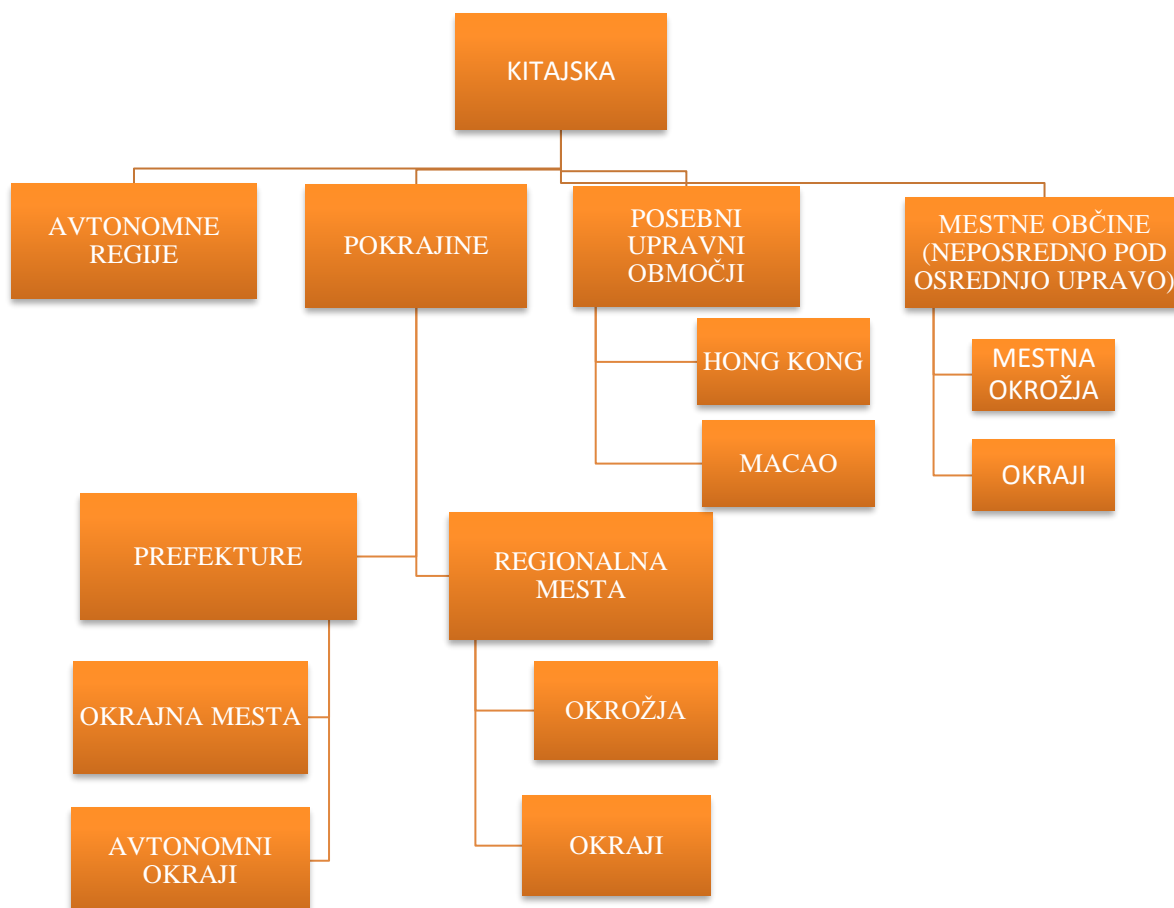 KITAJSKA
AVTONOMNE
REGIJE
POKRAJINE
POSEBNI
UPRAVNI
OBMOČJI
MESTNE OBČINE
(NEPOSREDNO POD
OSREDNJO UPRAVO)
HONG KONG
MACAO
MESTNA
OKROŽJA
OKRAJI
PREFEKTURE
REGIONALNA
MESTA
OKRAJNA MESTA
AVTONOMNI
OKRAJI
OKROŽJA
OKRAJI